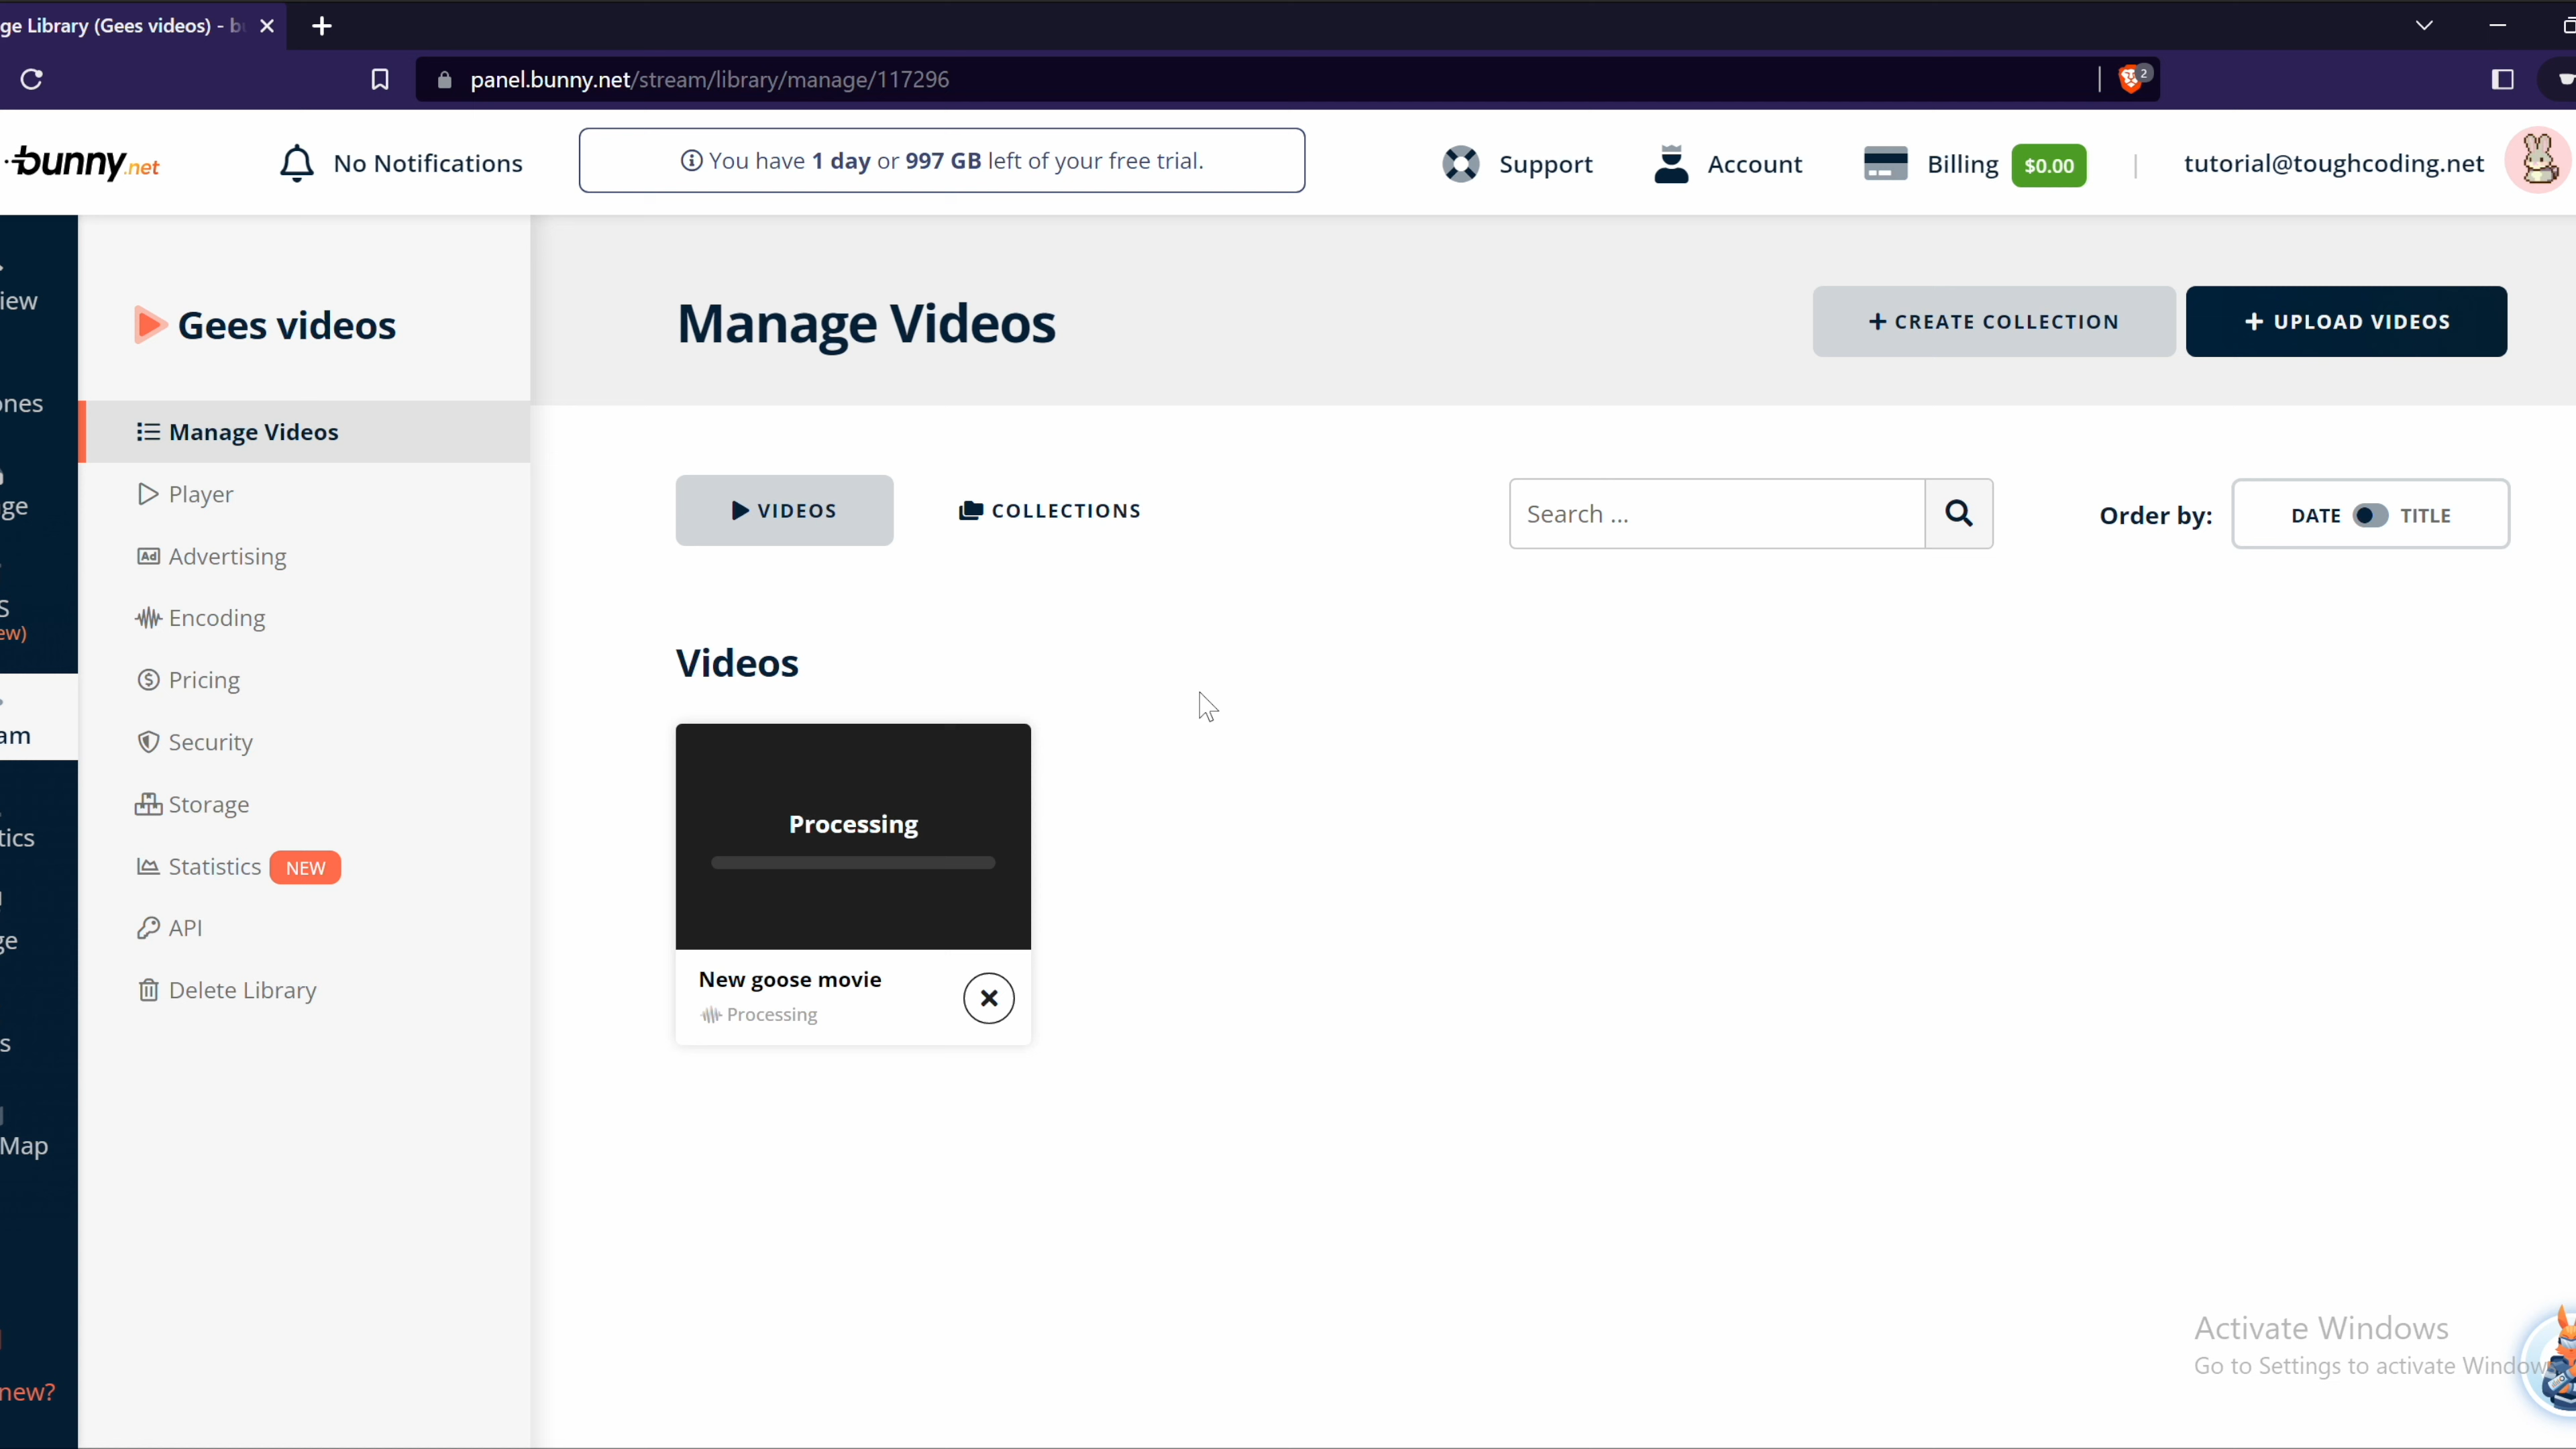 ge Library (Gees videos) - b
panel.bunny.net/stream/library/manage/117296
2
bunny.net
No Notifications
You have 1 day or 997 GB left of your free trial.
Support
Account
Billing $0.00
tutorial@toughcoding.net
iew
nes
ge
S
ew)
am
tics
ge
s
Map
new?
Gees videos
Manage Videos
Player
Ad Advertising
Encoding
Pricing
Security
Storage
Statistics NEW
API
Delete Library
Manage Videos
+ CREATE COLLECTION
+ UPLOAD VIDEOS
VIDEOS
COLLECTIONS
Search ...
Order by:
DATE TITLE
Videos
Processing
New goose movie
Processing
Activate Windows
Go to Settings to activate Windows